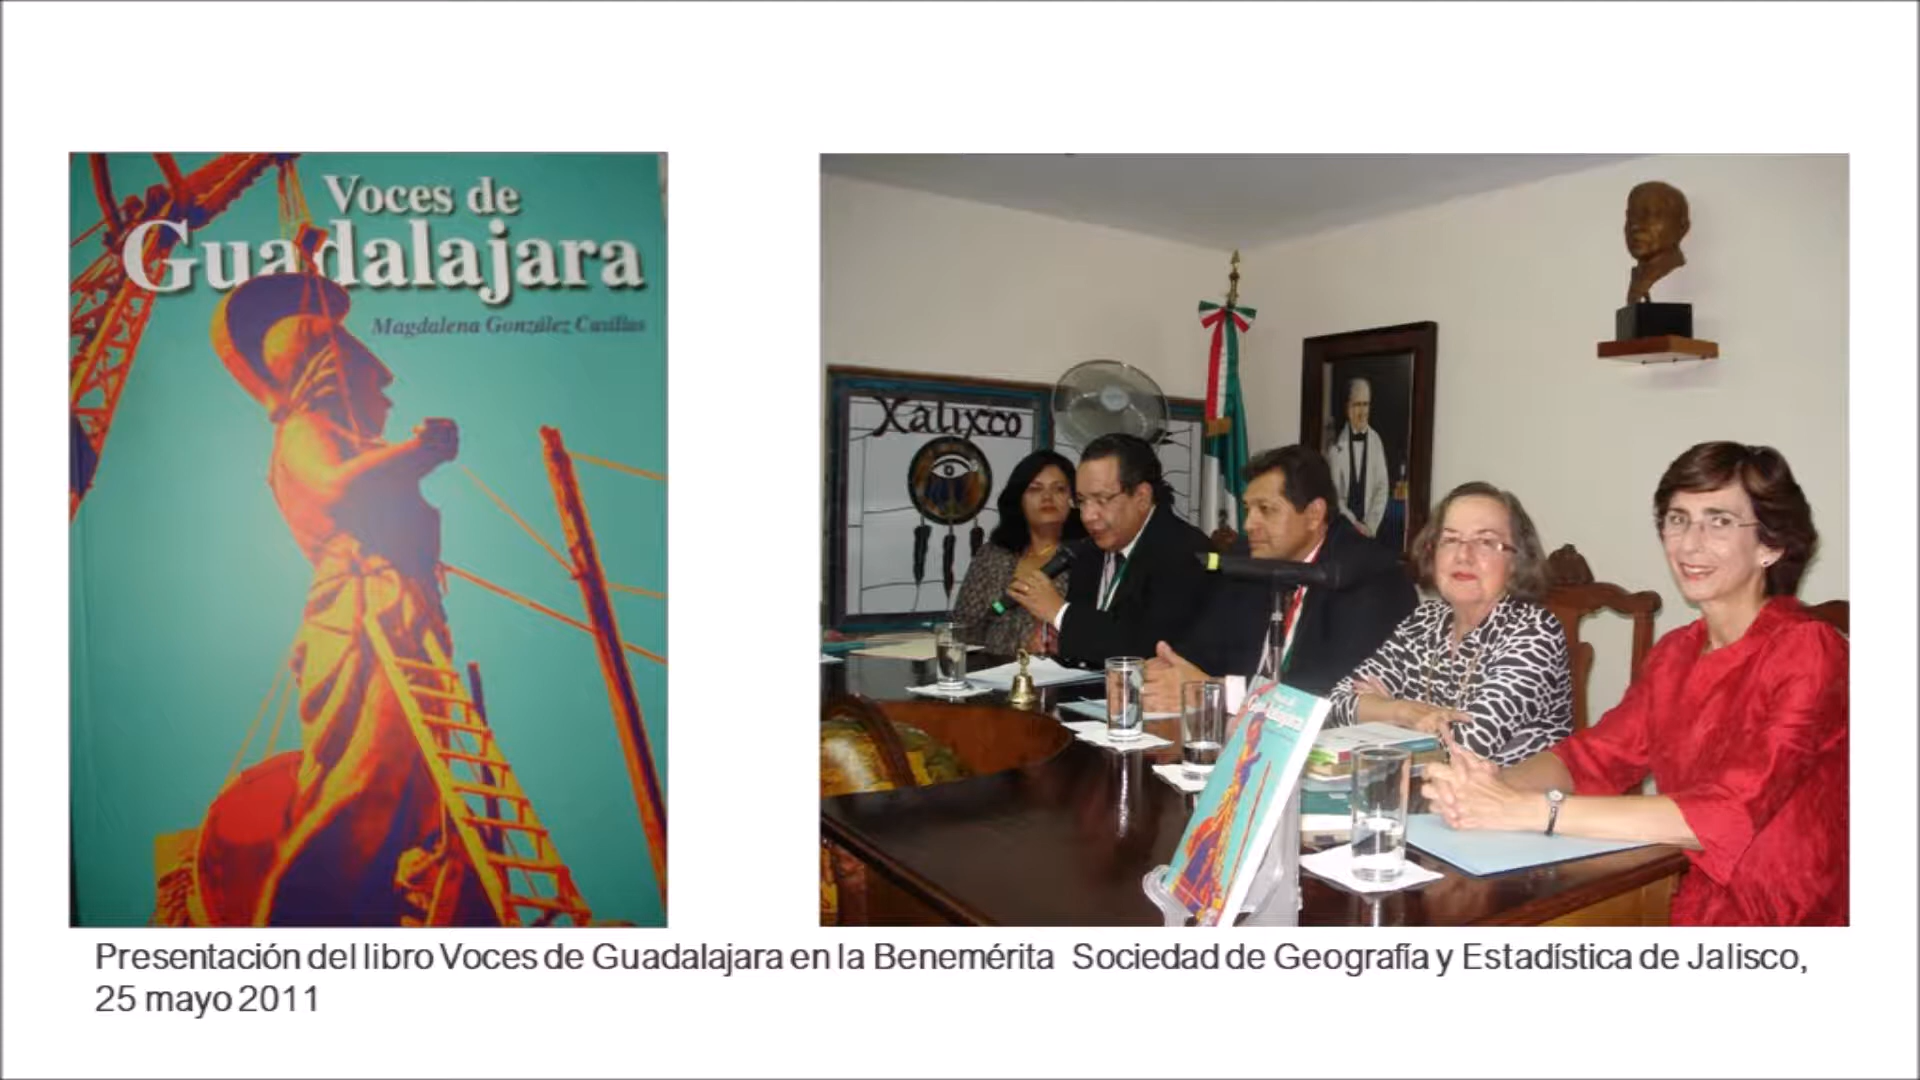 Voces de
Guadalajara
Magdalena González Casillas
Xalixco
Guadalajara
Presentación del libro Voces de Guadalajara en la Benemérita Sociedad de Geografía y Estadística de Jalisco,
25 mayo 2011